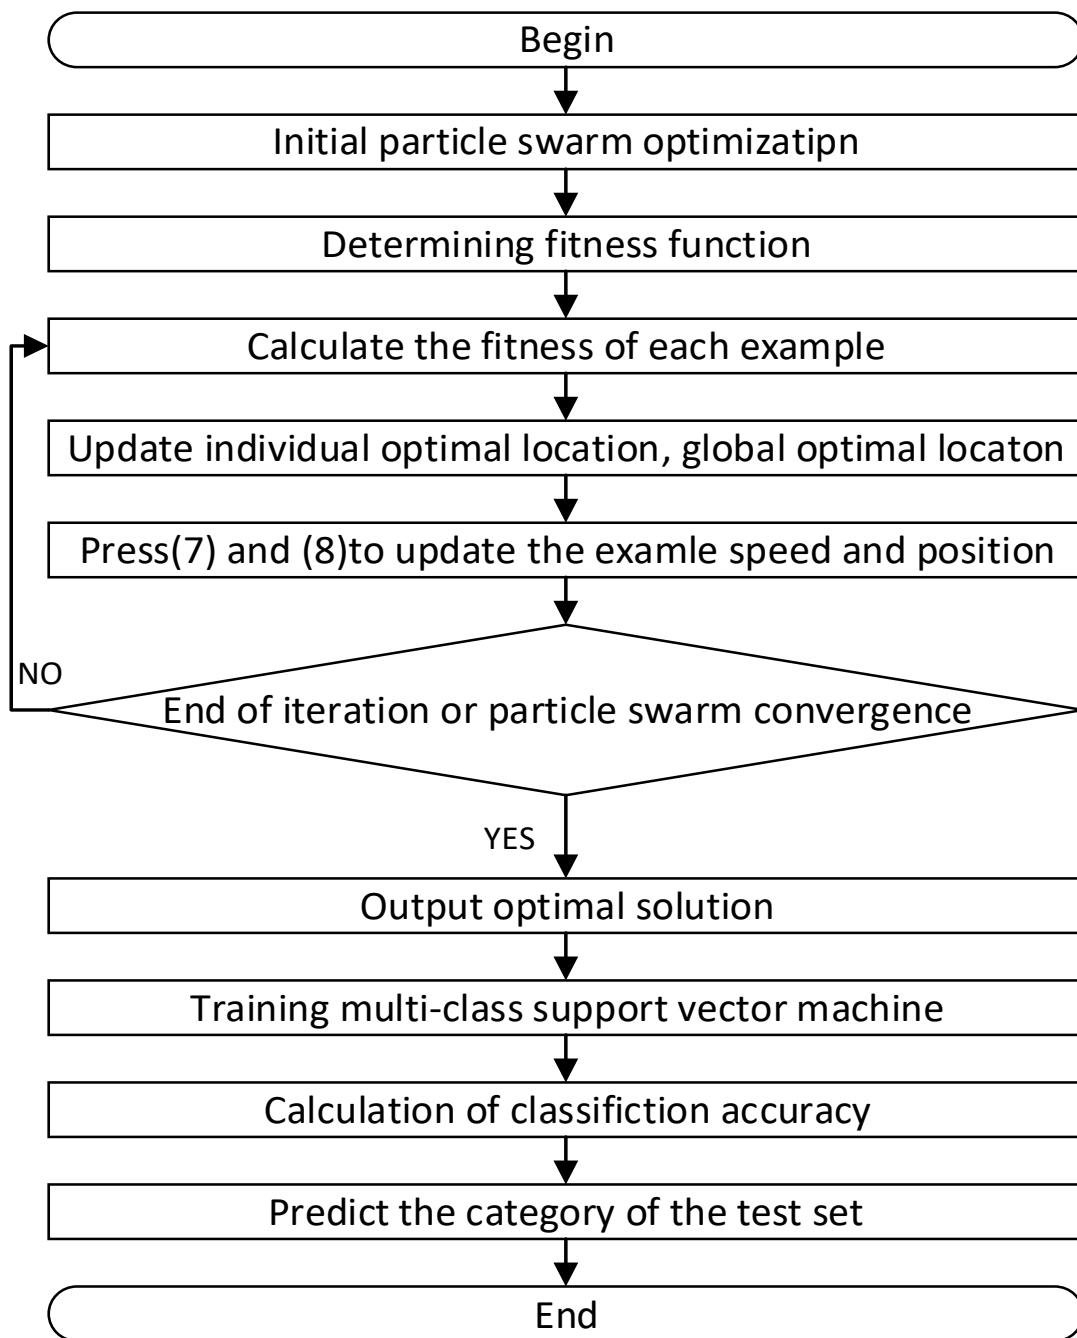 Begin
Initial particle swarm optimizatipn
Determining fitness function
Calculate the fitness of each example
Update individual optimal location, global optimal locaton
Press(7) and (8)to update the examle speed and position
NO
End of iteration or particle swarm convergence
YES
Output optimal solution
Training multi-class support vector machine
Calculation of classifiction accuracy
Predict the category of the test set
End